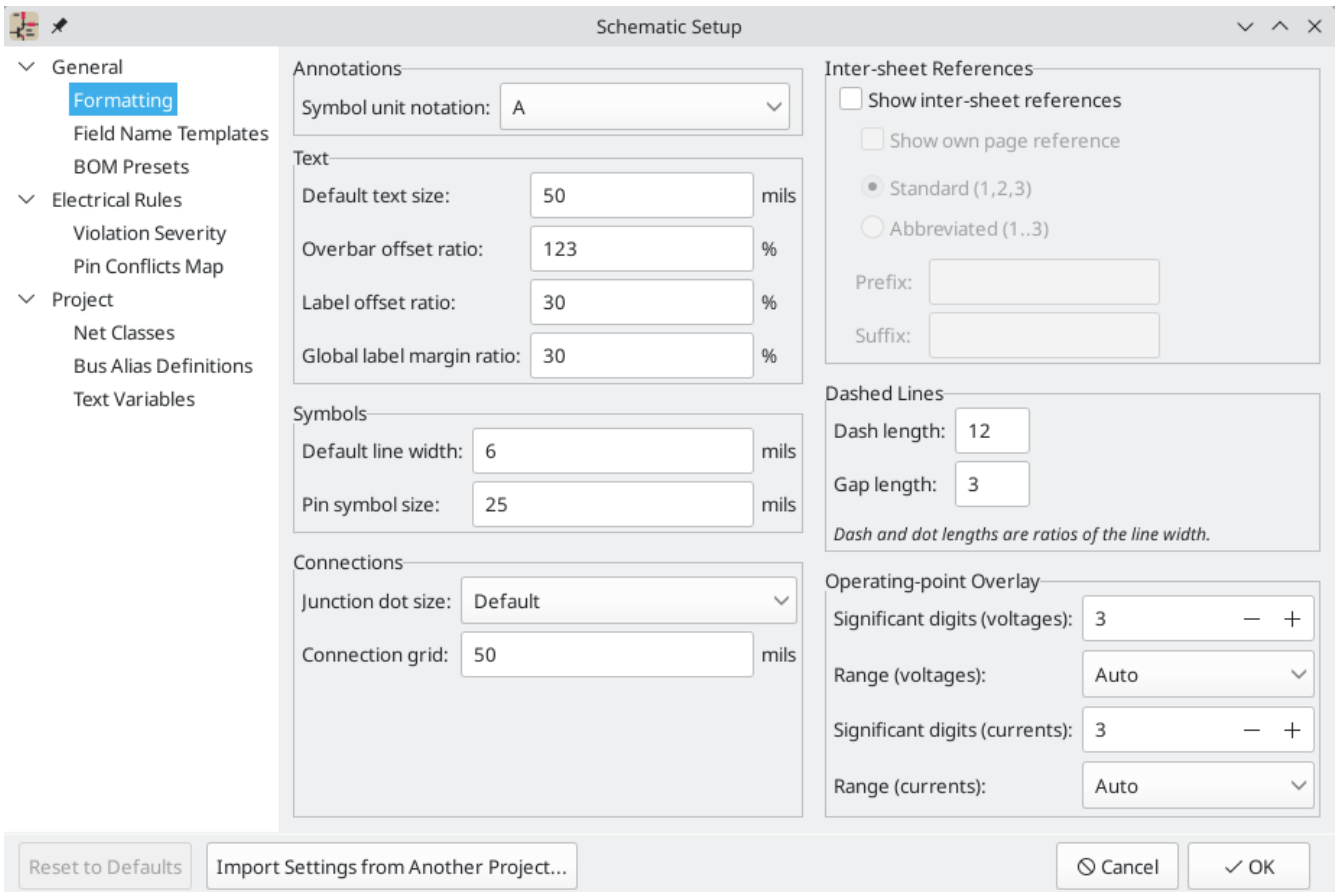 Schematic Setup
General
Formatting
Field Name Templates
BOM Presets
Electrical Rules
Violation Severity
Pin Conflicts Map
Project
Net Classes
Bus Alias Definitions
Text Variables
Annotations
Symbol unit notation: A
Text
Default text size: 50 mils
Overbar offset ratio: 123 %
Label offset ratio: 30 %
Global label margin ratio: 30 %
Symbols
Default line width: 6 mils
Pin symbol size: 25 mils
Connections
Junction dot size: Default
Connection grid: 50 mils
Inter-sheet References
Show inter-sheet references
Show own page reference
Standard (1,2,3)
Abbreviated (1..3)
Prefix:
Suffix:
Dashed Lines
Dash length: 12
Gap length: 3
Dash and dot lengths are ratios of the line width.
Operating-point Overlay
Significant digits (voltages): 3
Range (voltages): Auto
Significant digits (currents): 3
Range (currents): Auto
Reset to Defaults
Import Settings from Another Project...
Cancel
OK